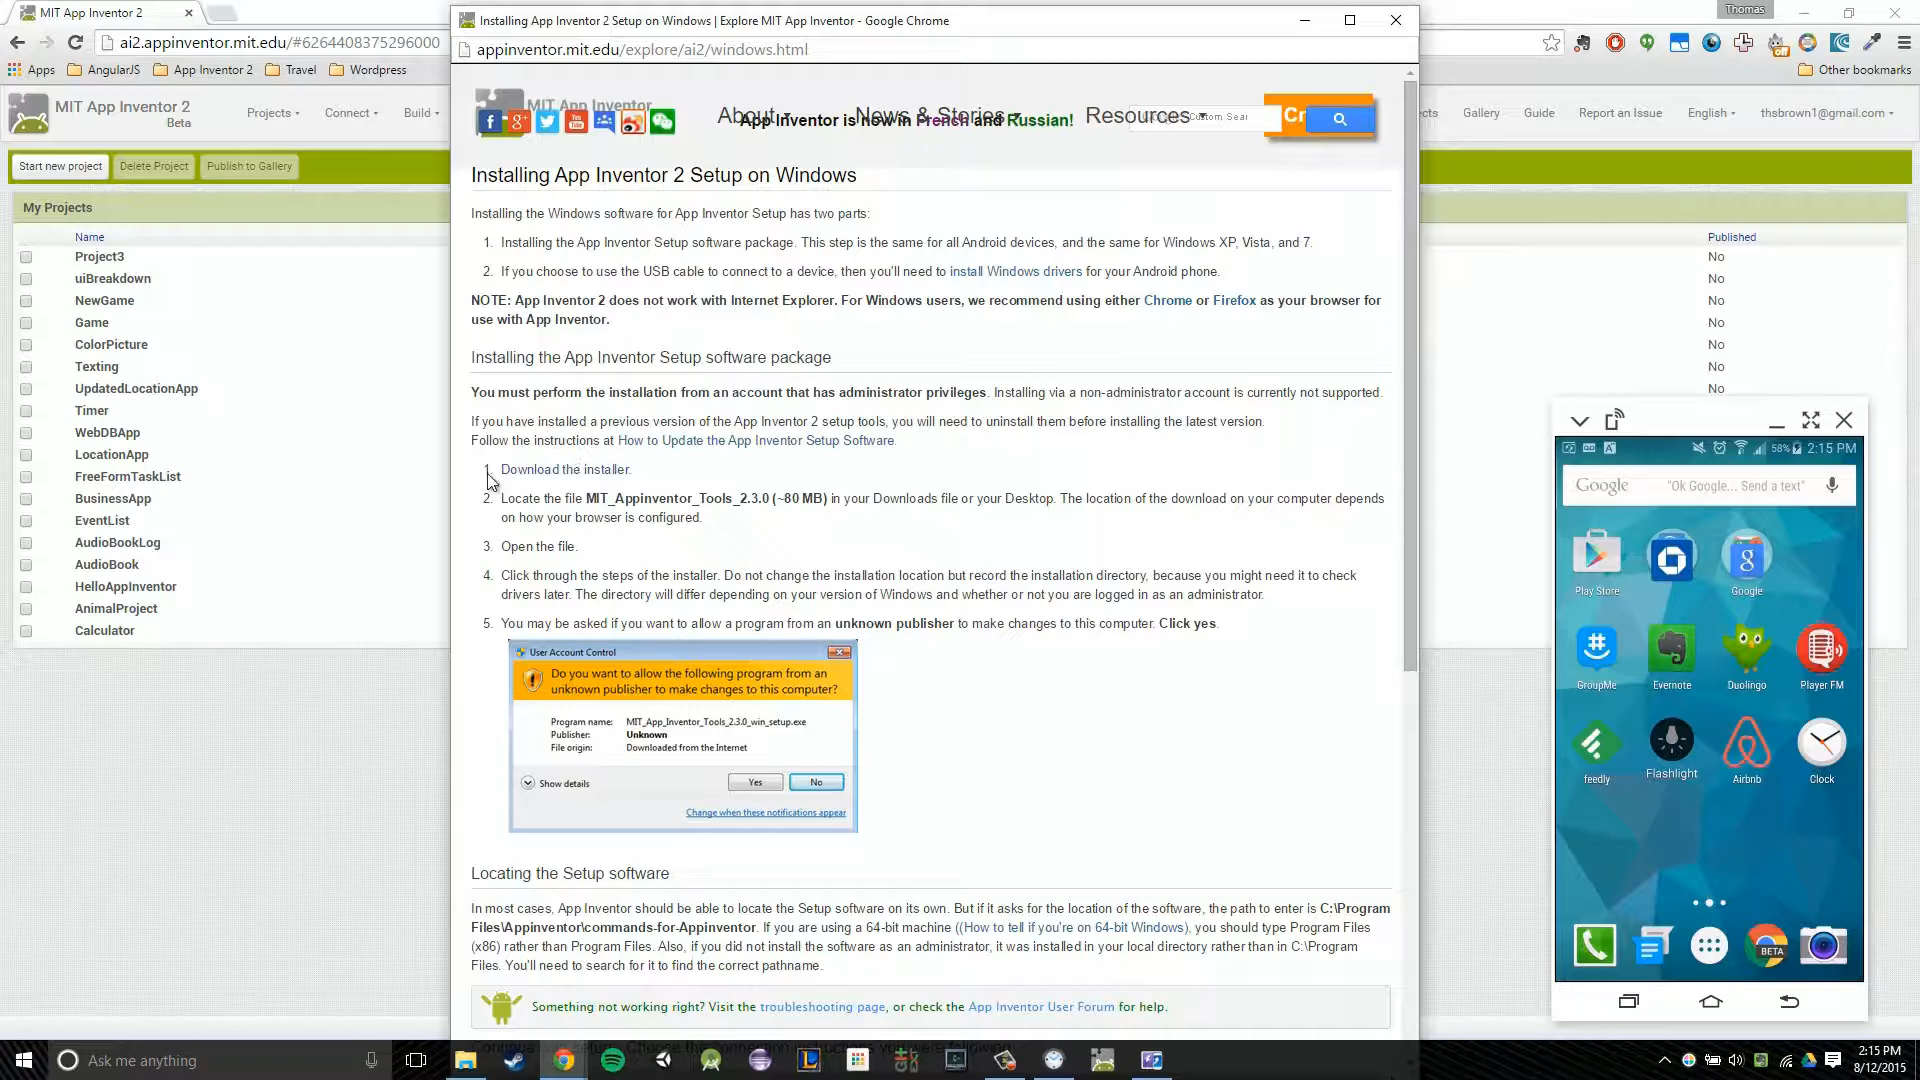 MIT App Inventor 2
ai2.appinventor.mit.edu/#6264408375296000
Apps
AngularJS
App Inventor 2
Travel
Wordpress
MIT App Inventor 2
Beta
Projects
Connect
Build
Start new project
Delete Project
Publish to Gallery
My Projects
Name
Project3
uiBreakdown
NewGame
Game
ColorPicture
Texting
UpdatedLocationApp
Timer
WebDBApp
LocationApp
FreeFormTaskList
BusinessApp
EventList
AudioBookLog
AudioBook
HelloAppInventor
AnimalProject
Calculator
Installing App Inventor 2 Setup on Windows | Explore MIT App Inventor - Google Chrome
appinventor.mit.edu/explore/ai2/windows.html
MIT App Inventor
About
News & Stories
Resources
App Inventor is now in French and Russian!
Installing App Inventor 2 Setup on Windows
Installing the Windows software for App Inventor Setup has two parts:
1. Installing the App Inventor Setup software package. This step is the same for all Android devices, and the same for Windows XP, Vista, and 7.
2. If you choose to use the USB cable to connect to a device, then you'll need to install Windows drivers for your Android phone.
NOTE: App Inventor 2 does not work with Internet Explorer. For Windows users, we recommend using either Chrome or Firefox as your browser for
use with App Inventor.
Installing the App Inventor Setup software package
You must perform the installation from an account that has administrator privileges. Installing via a non-administrator account is currently not supported.
If you have installed a previous version of the App Inventor 2 setup tools, you will need to uninstall them before installing the latest version.
Follow the instructions at How to Update the App Inventor Setup Software.
1. Download the installer.
2. Locate the file MIT_Appinventor_Tools_2.3.0 (~80 MB) in your Downloads file or your Desktop. The location of the download on your computer depends
on how your browser is configured.
3. Open the file.
4. Click through the steps of the installer. Do not change the installation location but record the installation directory, because you might need it to check
drivers later. The directory will differ depending on your version of Windows and whether or not you are logged in as an administrator.
5. You may be asked if you want to allow a program from an unknown publisher to make changes to this computer. Click yes.
User Account Control
Do you want to allow the following program from an
unknown publisher to make changes to this computer?
Program name: MIT_App_Inventor_Tools_2.3.0_win_setup.exe
Publisher: Unknown
File origin: Downloaded from the Internet
Show details
Yes
No
Change when these notifications appear
Locating the Setup software
In most cases, App Inventor should be able to locate the Setup software on its own. But if it asks for the location of the software, the path to enter is C:\Program
Files\Appinventor\commands-for-Appinventor. If you are using a 64-bit machine ((How to tell if you're on 64-bit Windows), you should type Program Files
(x86) rather than Program Files. Also, if you did not install the software as an administrator, it was installed in your local directory rather than in C:\Program
Files. You'll need to search for it to find the correct pathname.
Something not working right? Visit the troubleshooting page, or check the App Inventor User Forum for help.
Thomas
Other bookmarks
Gallery
Guide
Report an Issue
English
thsbrown1@gmail.com
Published
No
No
No
No
No
No
No
58%
2:15 PM
Google
"Ok Google... Send a text"
Play Store
Google
GroupMe
Evernote
Duolingo
Player FM
feedly
Flashlight
Airbnb
Clock
BETA
Ask me anything
2:15 PM
8/12/2015